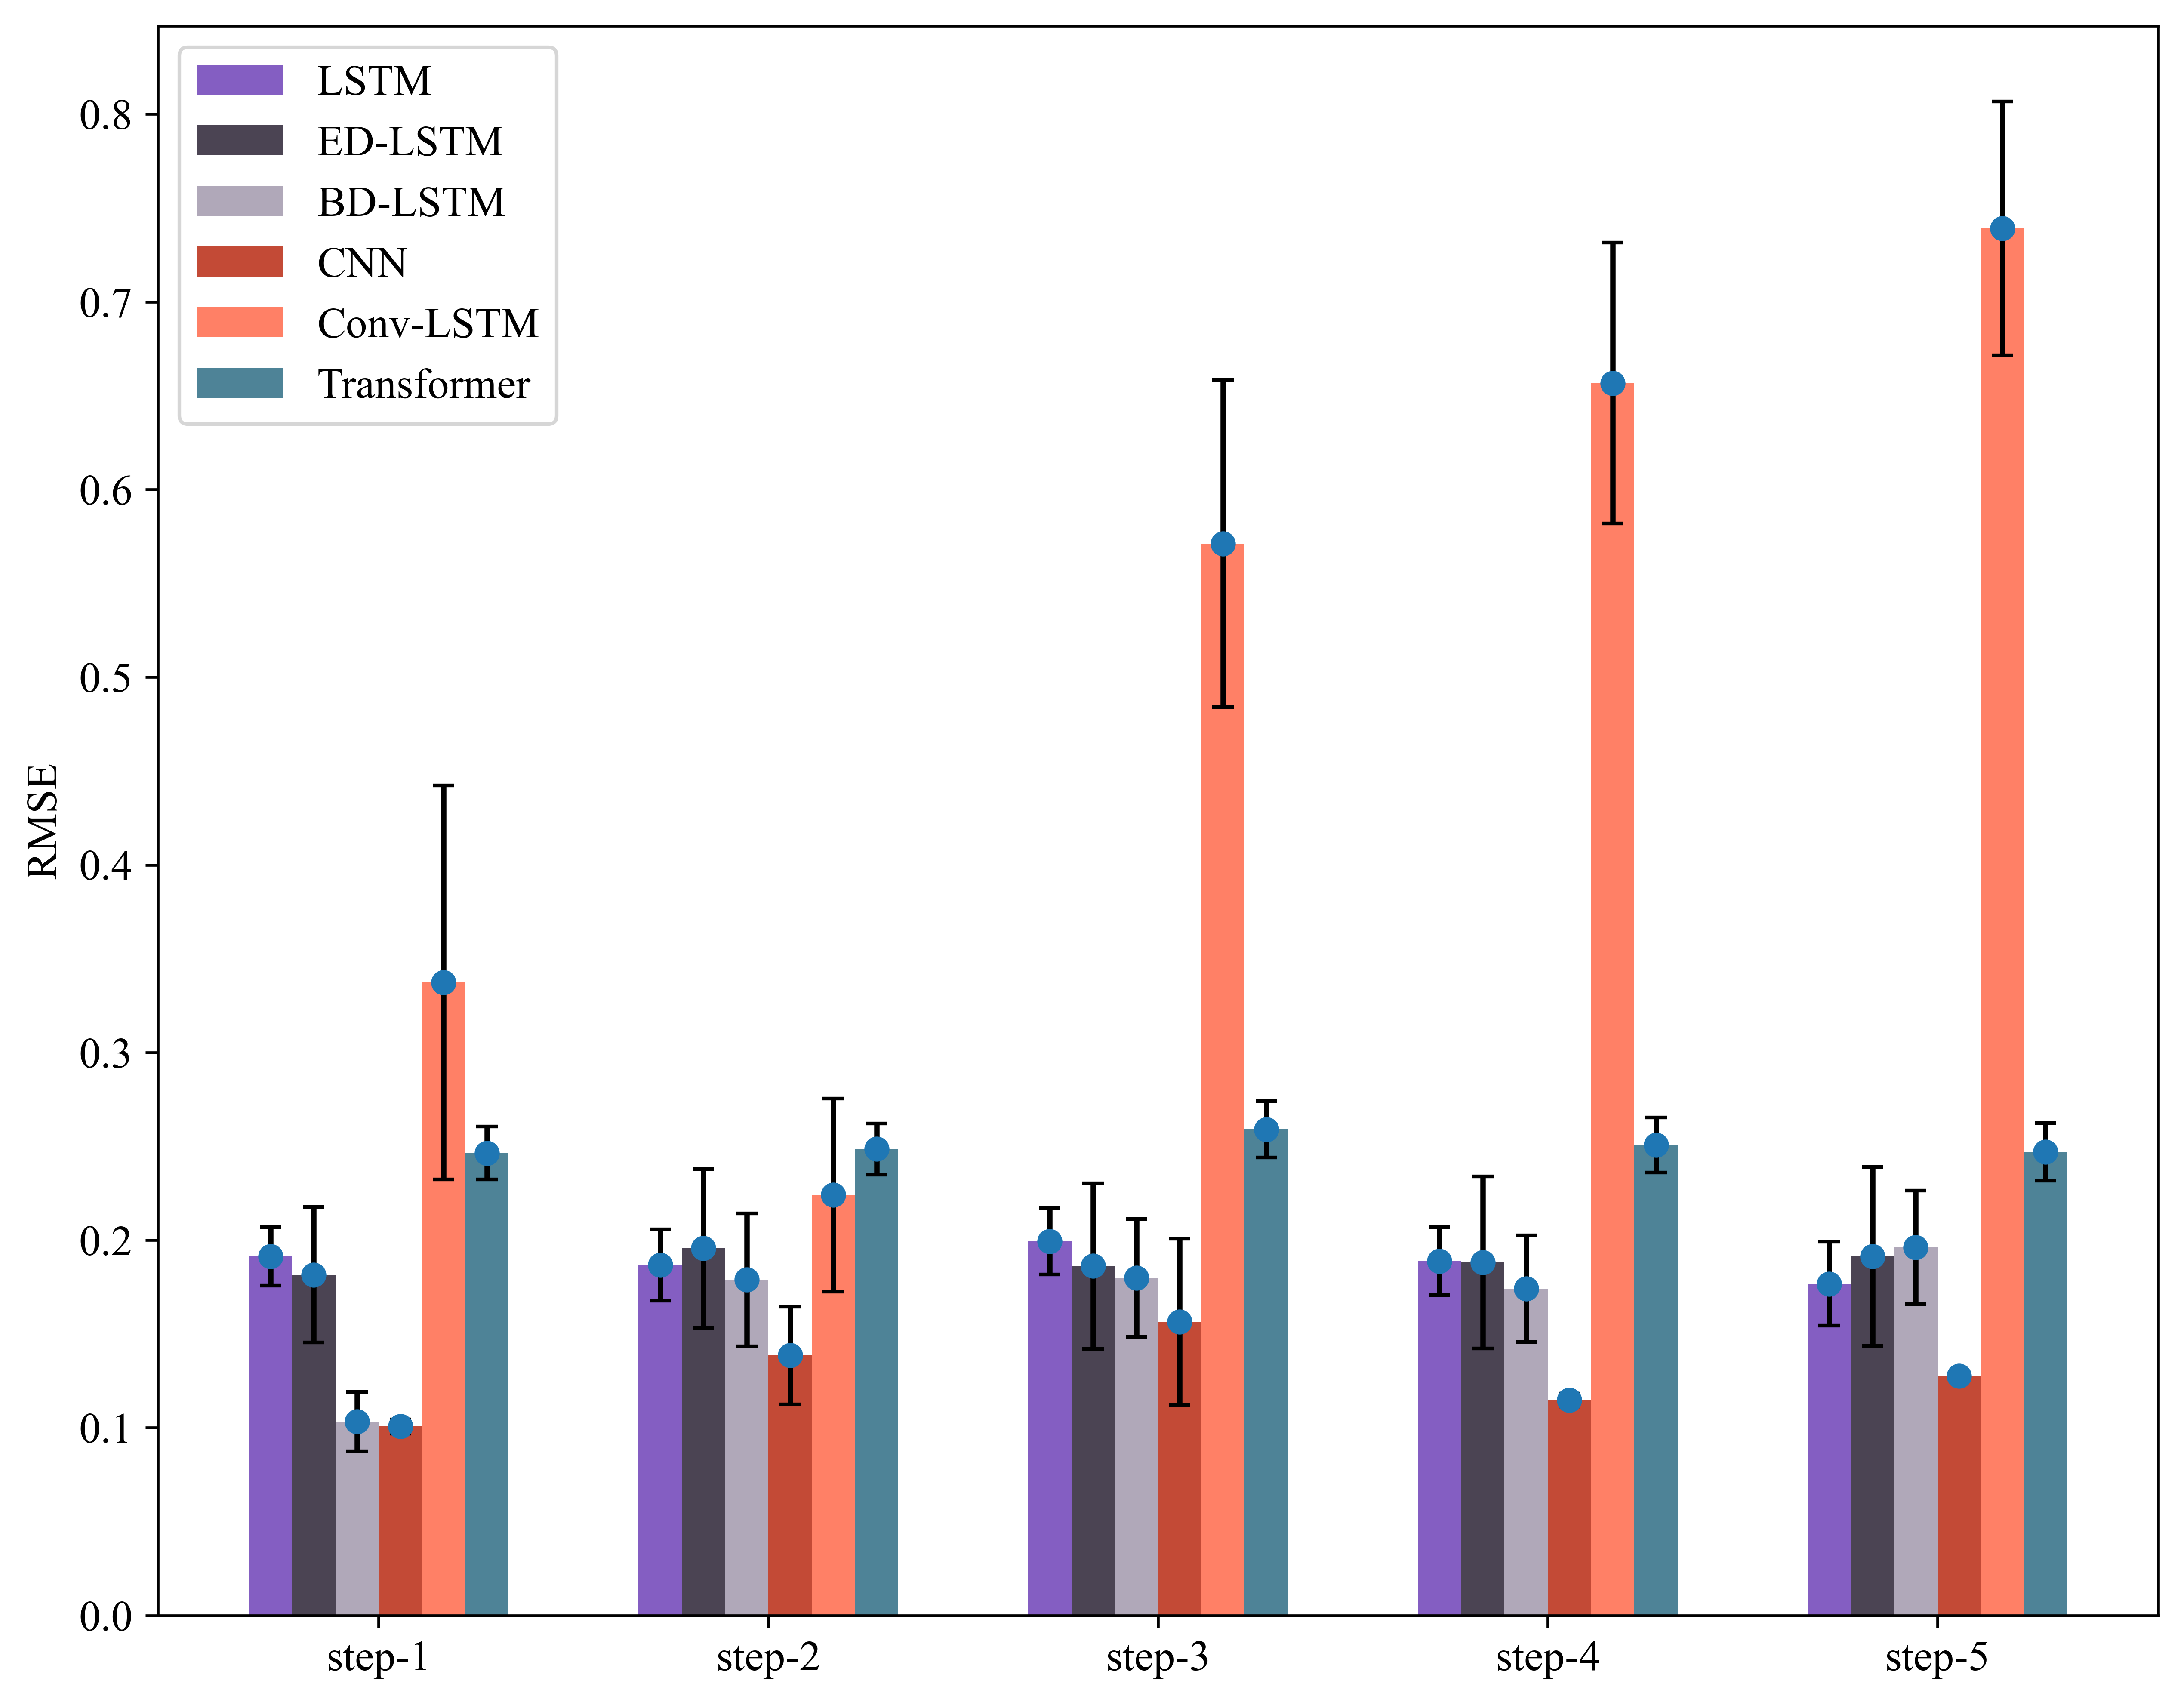 LSTM
ED-LSTM
BD-LSTM
CNN
Conv-LSTM
Transfomer
0.8
0.7
0.6
0.5
0.4
0.3
0.2
0.1
0.0
RMSE
step-1
step-2
step-3
step-4
step-5